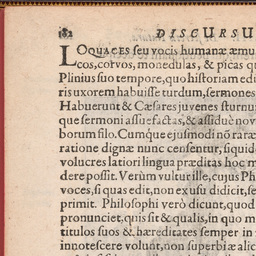 182 DISCURSU
LOQUACES seu vocis humanæ æmu
cos, corvos, monedulas, & picas q
Plinius suo tempore, quo historiam edi
ris uxorem habuisse turdum, sermones
Habuerunt & Cæsares juvenes sturnu
que sermoni assuefactas, & assiduè nov
borum filo. Cumque ejusmodi nō raræ
ratione dignæ nunc censentur, siquid
volucres latiori lingua præditas hoc m
dere possit. Verùm vulturille, cujus Ph
voces, si quas edit, non ex usu didicit, se
primit. Philosophi verò dicunt, quod
pronunciet, quis sit & qualis, in quo m
titulos suos &, hæreditates semper in
innotescere volunt, non superbiæ alic